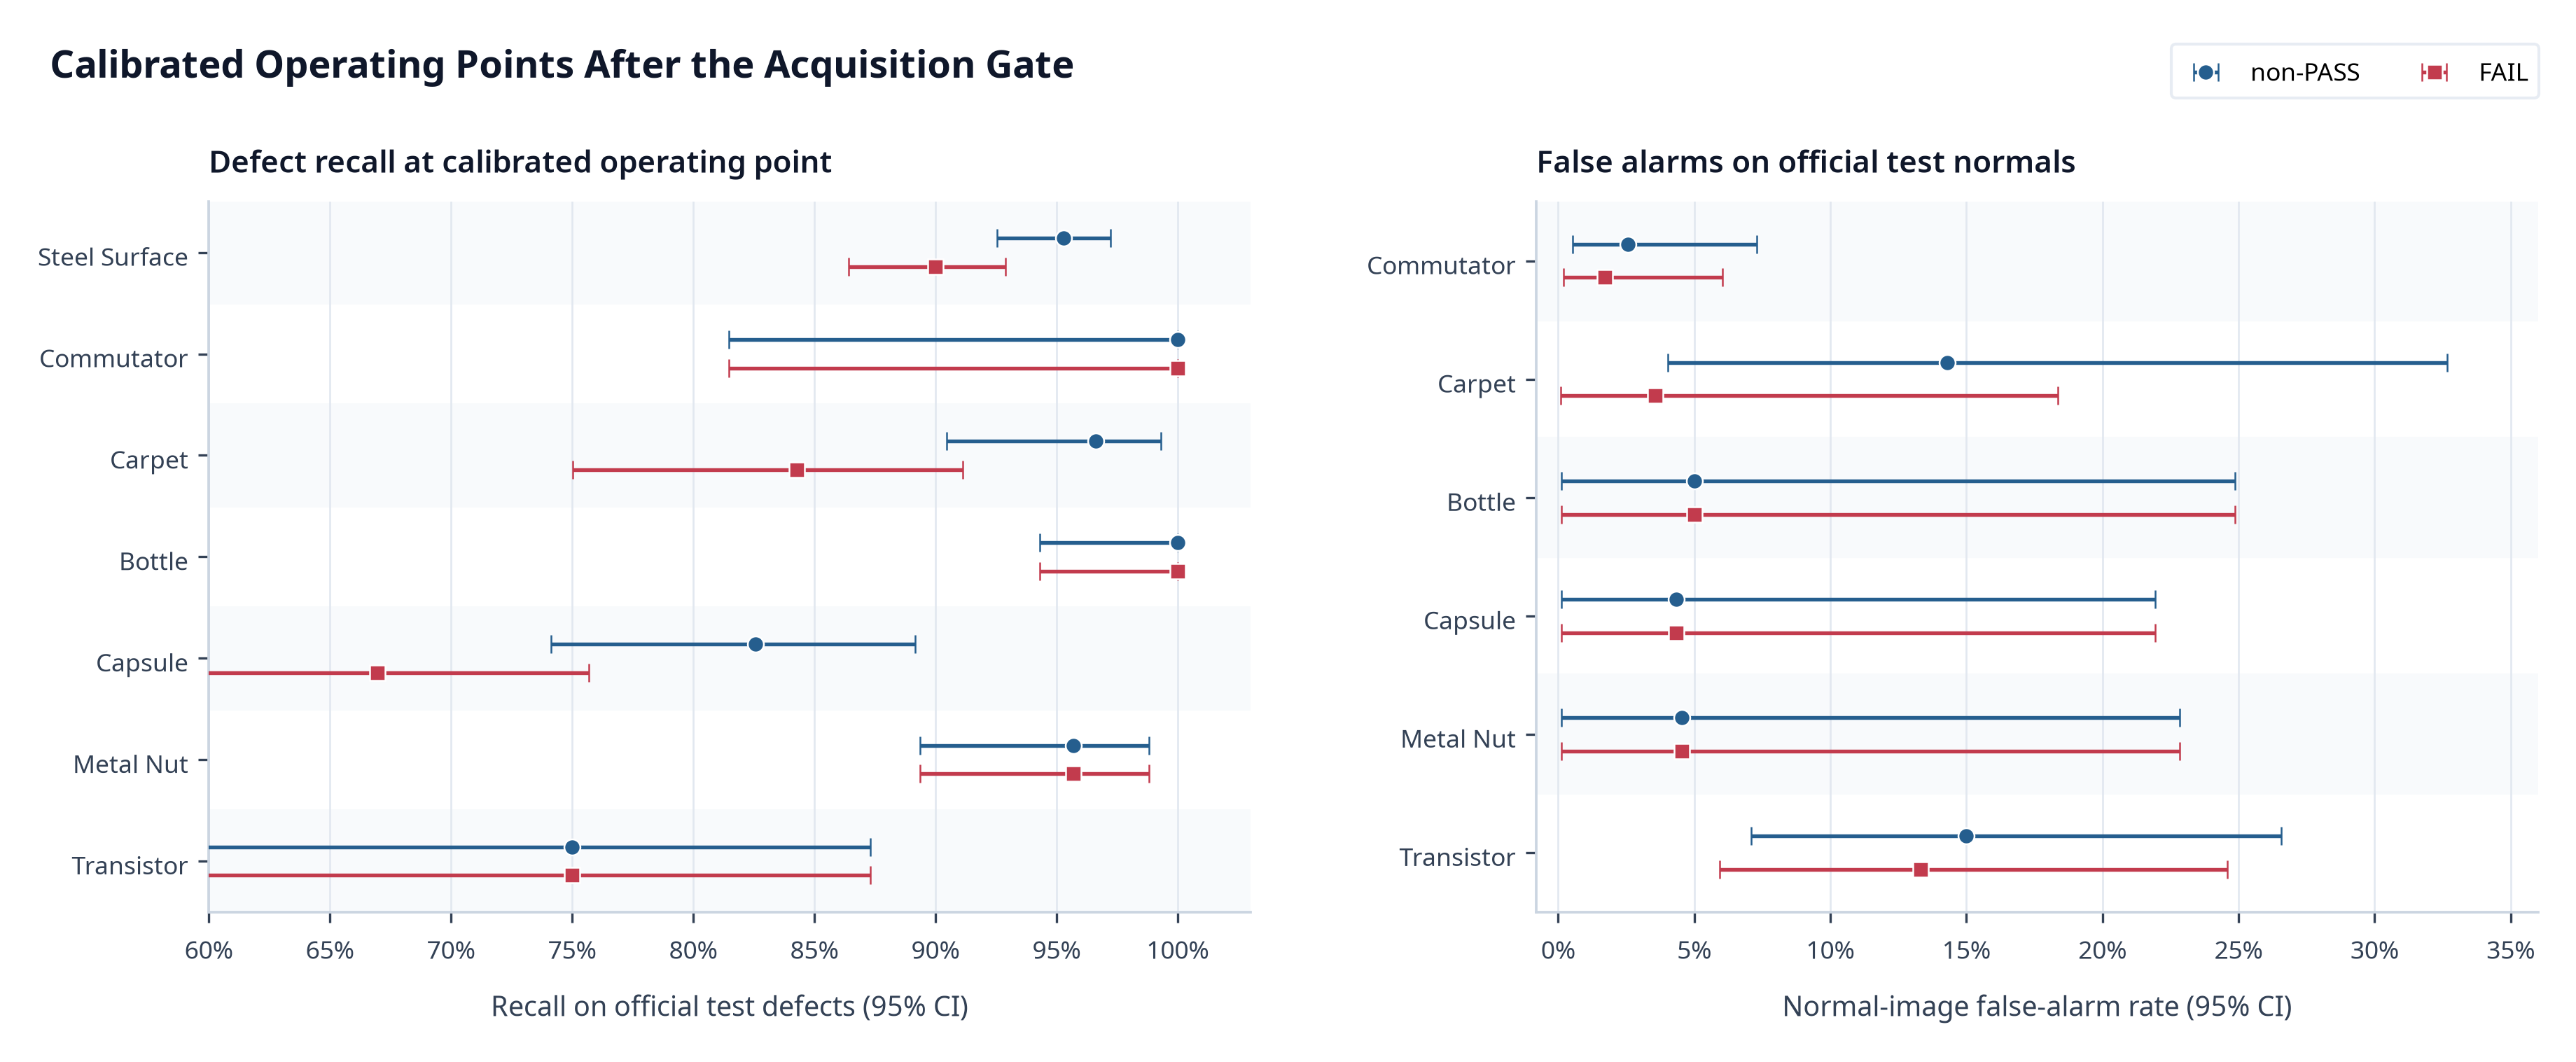 Calibrated Operating Points After the Acquisition Gate
non-PASS
FAIL
Defect recall at calibrated operating point
Steel Surface
Commutator
Carpet
Bottle
Capsule
Metal Nut
Transistor
60% 65% 70% 75% 80% 85% 90% 95% 100%
Recall on official test defects (95% CI)
False alarms on official test normals
Commutator
Carpet
Bottle
Capsule
Metal Nut
Transistor
0% 5% 10% 15% 20% 25% 30% 35%
Normal-image false-alarm rate (95% CI)